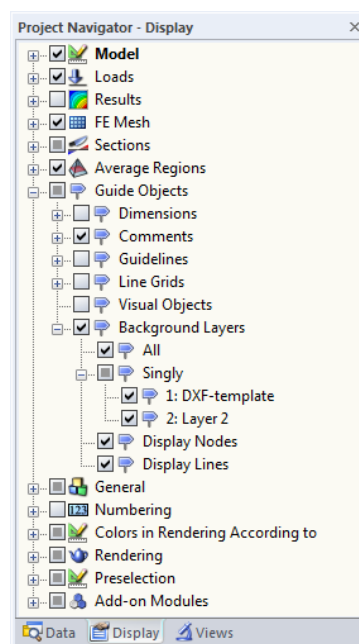 Project Navigator - Display
Model
Loads
Results
FE Mesh
Sections
Average Regions
Guide Objects
Dimensions
Comments
Guidelines
Line Grids
Visual Objects
Background Layers
All
Singly
1: DXF-template
2: Layer 2
Display Nodes
Display Lines
General
123 Numbering
Colors in Rendering According to
Rendering
Preselection
Add-on Modules
Data Display Views